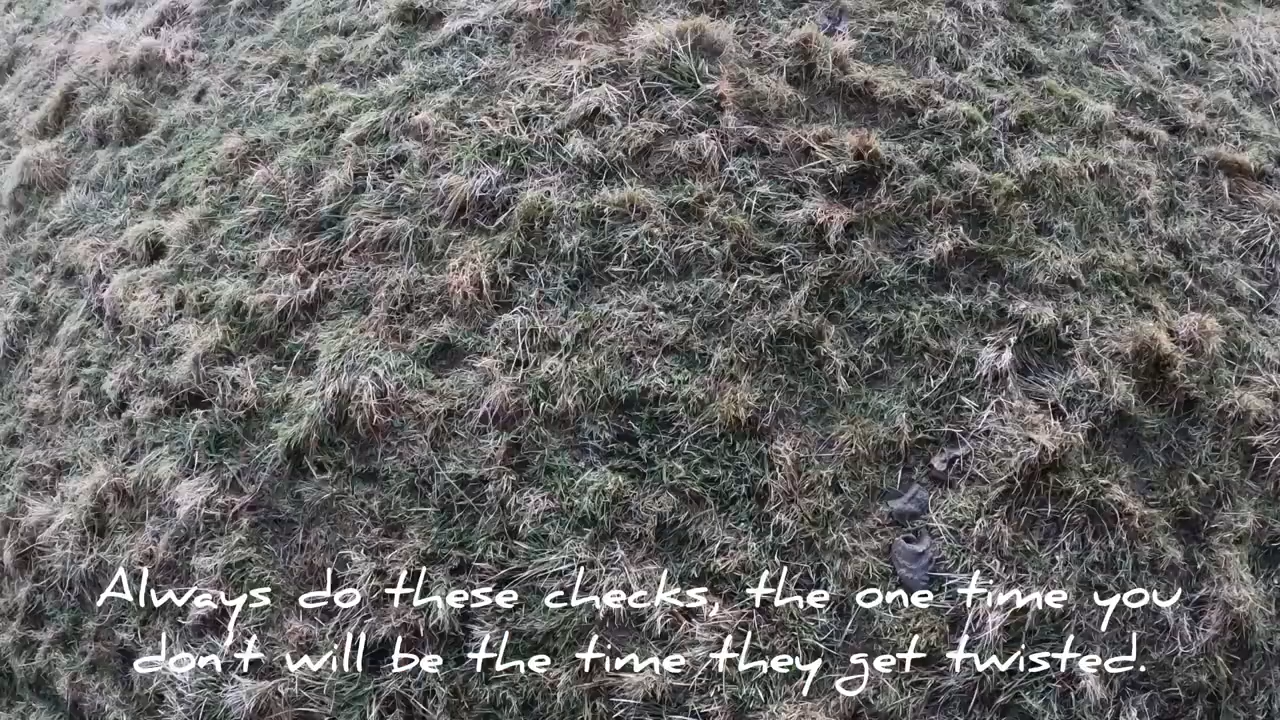 Always do these checks, the one time you
don't will be the time they get twisted.